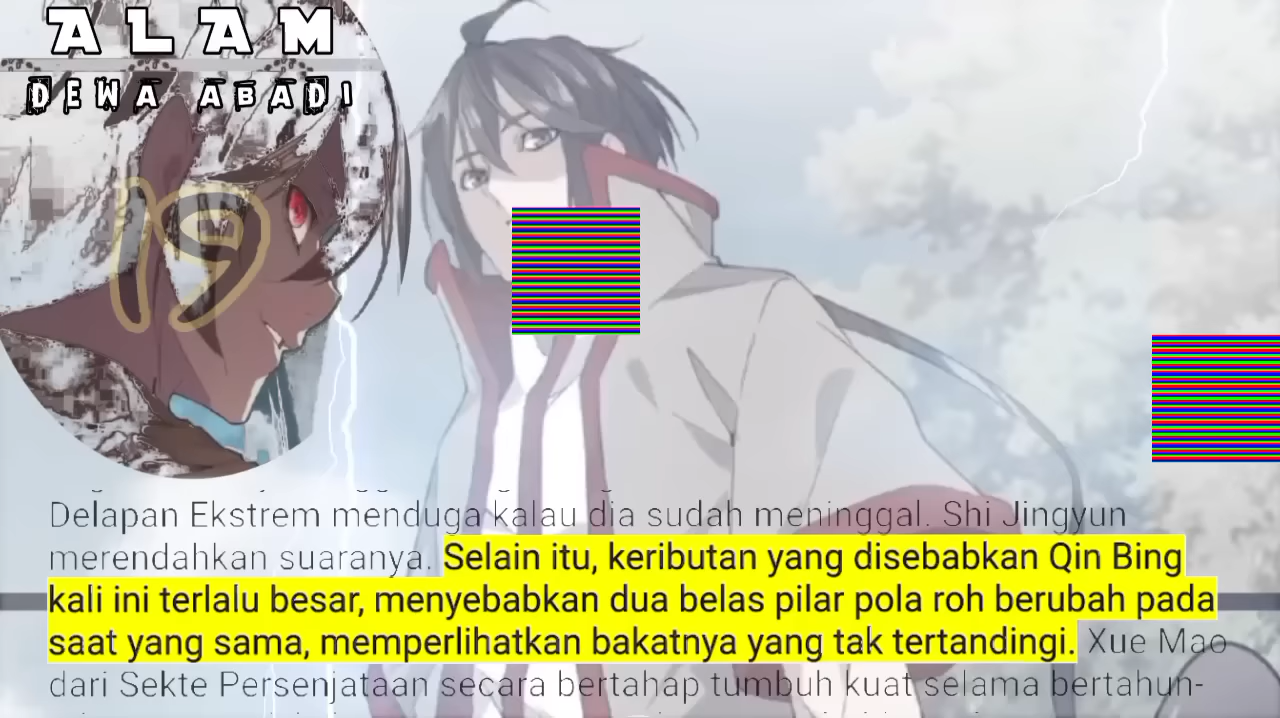 ALAM
DEWA ABADI
19
Delapan Ekstrem menduga kalau dia sudah meninggal. Shi Jingyun
merendahkan suaranya. Selain itu, keributan yang disebabkan Qin Bing
kali ini terlalu besar, menyebabkan dua belas pilar pola roh berubah pada
saat yang sama, memperlihatkan bakatnya yang tak tertandingi. Xue Mao
dari Sekte Persenjataan secara bertahap tumbuh kuat selama bertahun-